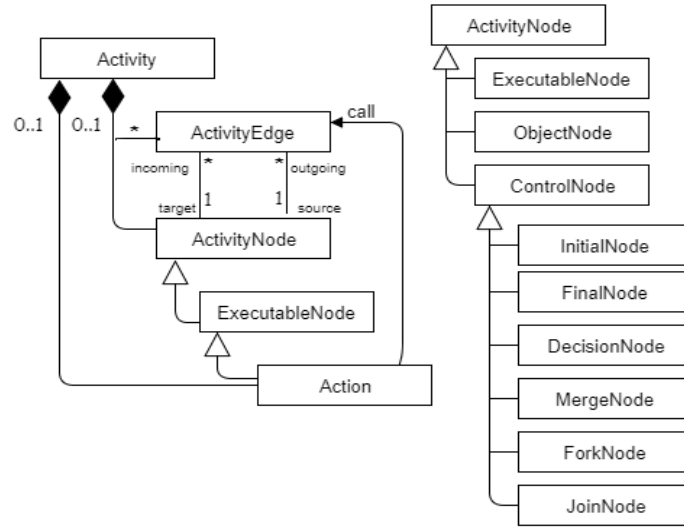 ActivityNode
Activity
ExecutableNode
0..1
0..1
*
ActivityEdge
call
ObjectNode
incoming
*
*
outgoing
ControlNode
target
1
1
source
ActivityNode
InitialNode
FinalNode
ExecutableNode
DecisionNode
Action
MergeNode
ForkNode
JoinNode